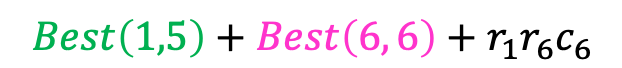 Best(1,5) + Best(6, 6) + r₁r₆c₆